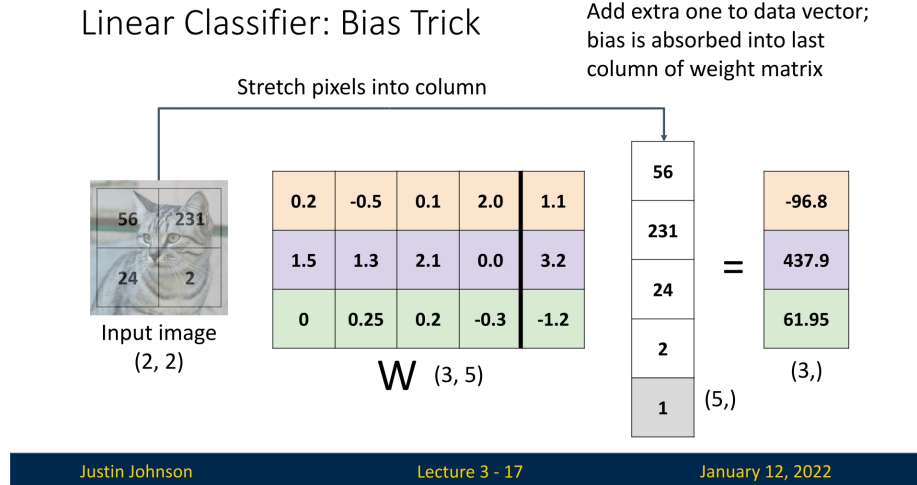 Linear Classifier: Bias Trick
Add extra one to data vector;
bias is absorbed into last
column of weight matrix
Stretch pixels into column
56 231
24 2
Input image
(2, 2)
0.2 -0.5 0.1 2.0 1.1
1.5 1.3 2.1 0.0 3.2
0 0.25 0.2 -0.3 -1.2
W (3, 5)
56
231
24
2
1
(5,)
=
-96.8
437.9
61.95
(3,)
Justin Johnson Lecture 3 - 17 January 12, 2022